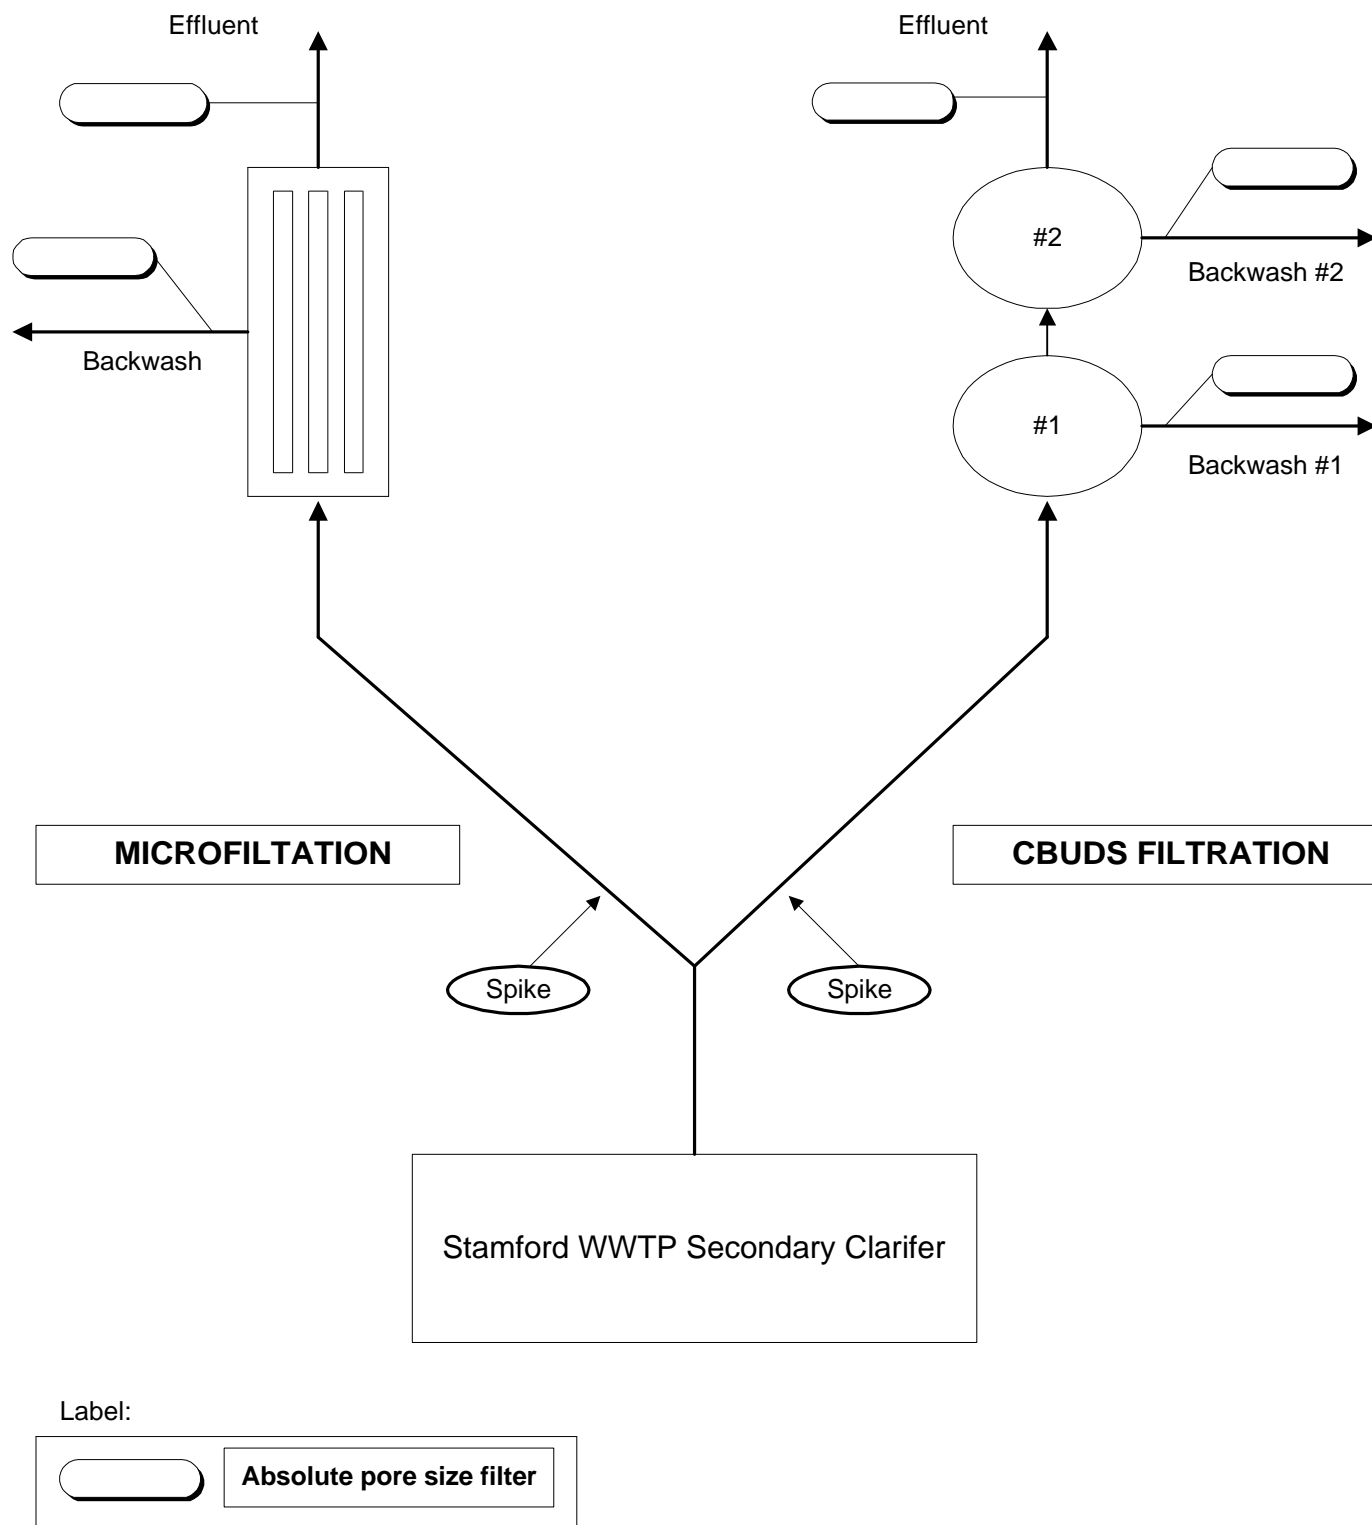 Effluent
Effluent
#2
Backwash #2
Backwash
#1
Backwash #1
MICROFILTATION
CBUDS FILTRATION
Spike
Spike
Stamford WWTP Secondary Clarifer
Label:
Absolute pore size filter